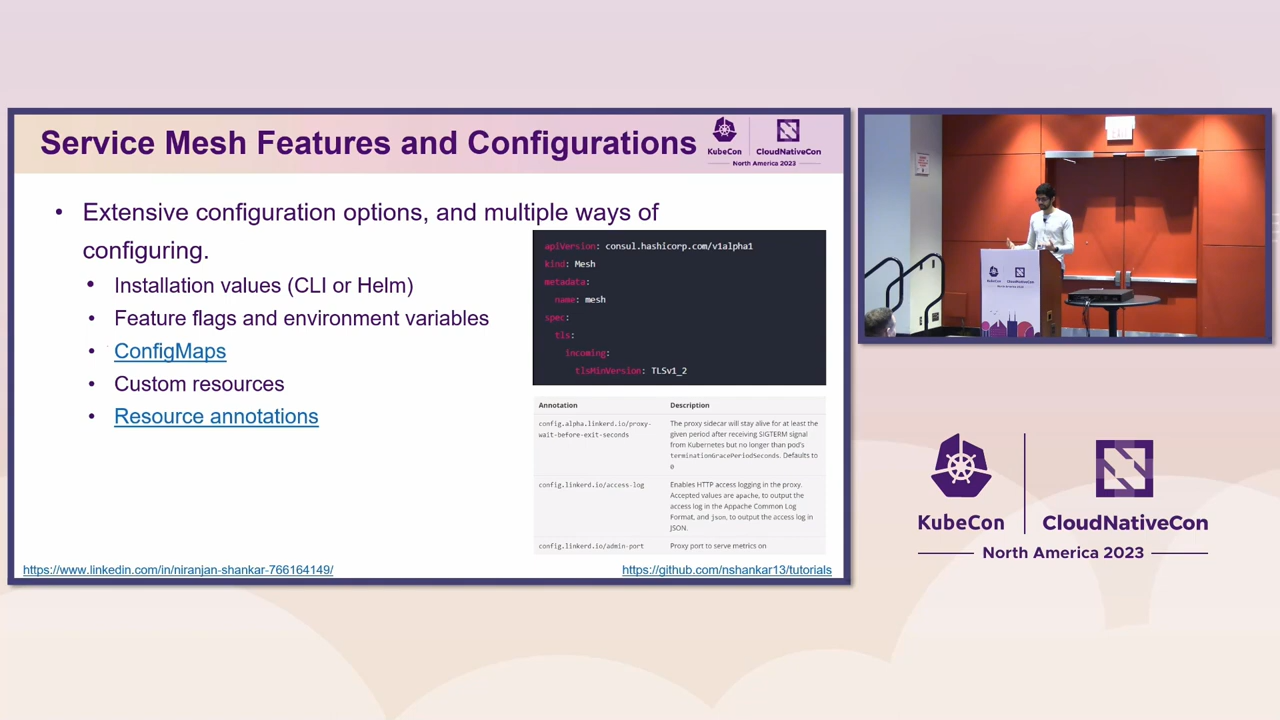 Service Mesh Features and Configurations
KubeCon
CloudNativeCon
North America 2023
• Extensive configuration options, and multiple ways of
configuring.
• Installation values (CLI or Helm)
• Feature flags and environment variables
• ConfigMaps
• Custom resources
• Resource annotations
apiVersion: consul.hashicorp.com/v1alpha1
kind: Mesh
metadata:
name: mesh
spec:
tls:
incoming:
tlsMinVersion: TLSv1_2
Annotation Description
config.alpha.linkerd.io/proxy-
wait-before-exit-seconds
The proxy sidecar will stay alive for at least the
given period after receiving SIGTERM signal
from Kubernetes but no longer than pod's
terminationGracePeriodSeconds. Defaults to
0
config.linkerd.io/access-log
Enables HTTP access logging in the proxy.
Accepted values are apache, to output the
access log in the Appache Common Log
Format, and json, to output the access log in
JSON.
config.linkerd.io/admin-port
Proxy port to serve metrics on
https://www.linkedin.com/in/niranjan-shankar-766164149/
https://github.com/nshankar13/tutorials
KubeCon
CloudNativeCon
North America 2023